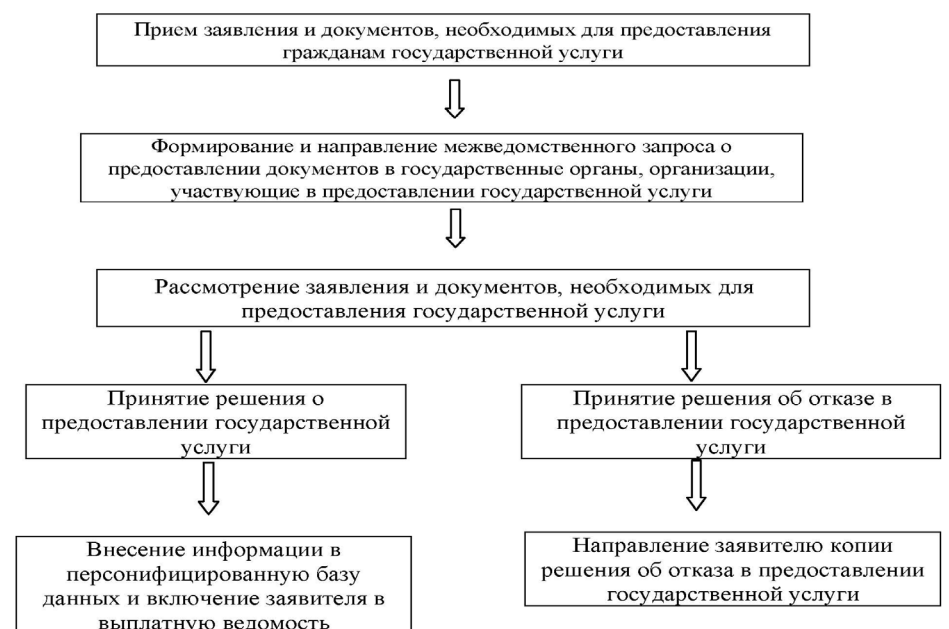 Прием заявления и документов, необходимых для предоставления
гражданам государственной услуги
Формирование и направление межведомственного запроса о
предоставлении документов в государственные органы, организации,
участвующие в предоставлении государственной услуги
Рассмотрение заявления и документов, необходимых для
предоставления государственной услуги
Принятие решения о
предоставлении государственной
услуги
Принятие решения об отказе в
предоставлении государственной
услуги
Внесение информации в
персонифицированную базу
данных и включение заявителя в
выплатную ведомость
Направление заявителю копии
решения об отказа в предоставлении
государственной услуги